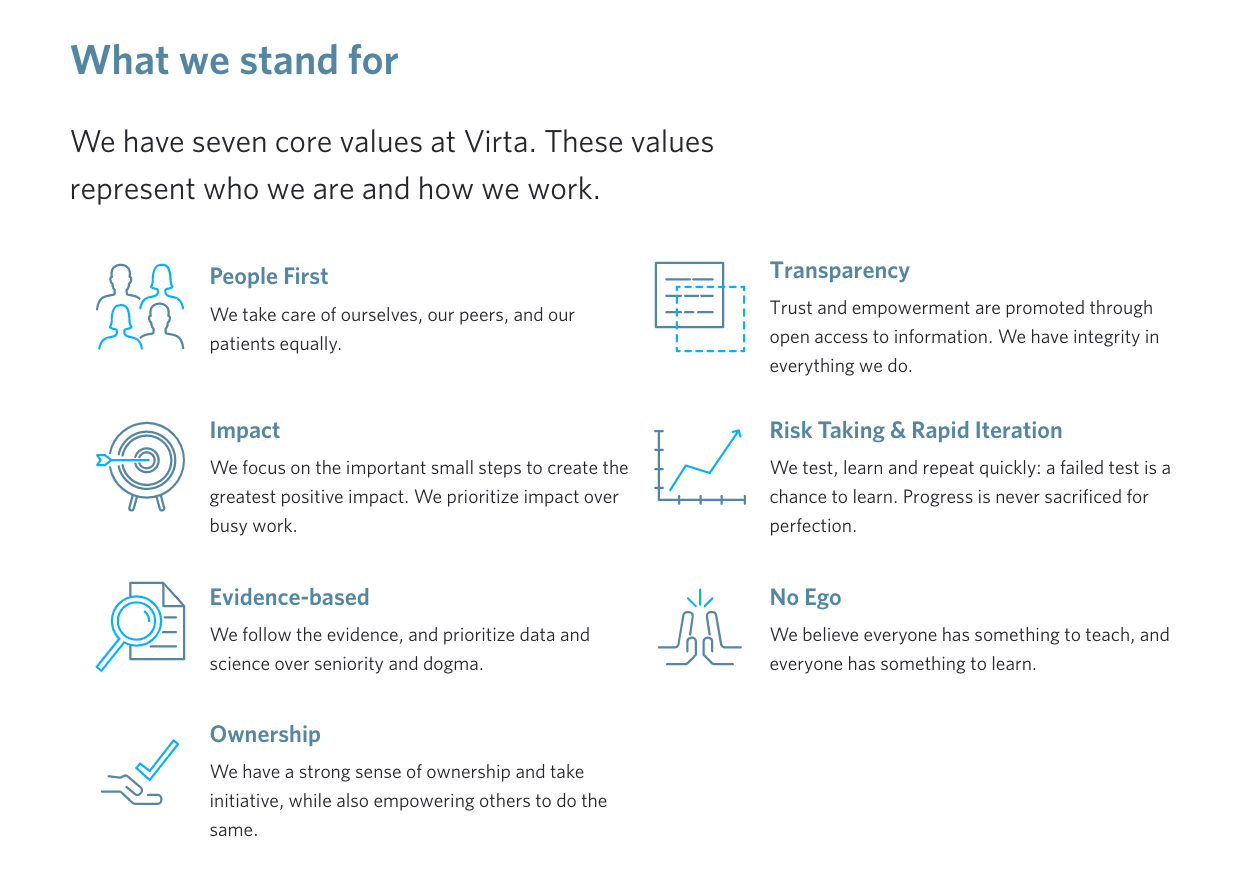 What we stand for
We have seven core values at Virta. These values
represent who we are and how we work.
People First
We take care of ourselves, our peers, and our
patients equally.
Transparency
Trust and empowerment are promoted through
open access to information. We have integrity in
everything we do.
Impact
We focus on the important small steps to create the
greatest positive impact. We prioritize impact over
busy work.
Risk Taking & Rapid Iteration
We test, learn and repeat quickly: a failed test is a
chance to learn. Progress is never sacrificed for
perfection.
Evidence-based
We follow the evidence, and prioritize data and
science over seniority and dogma.
No Ego
We believe everyone has something to teach, and
everyone has something to learn.
Ownership
We have a strong sense of ownership and take
initiative, while also empowering others to do the
same.